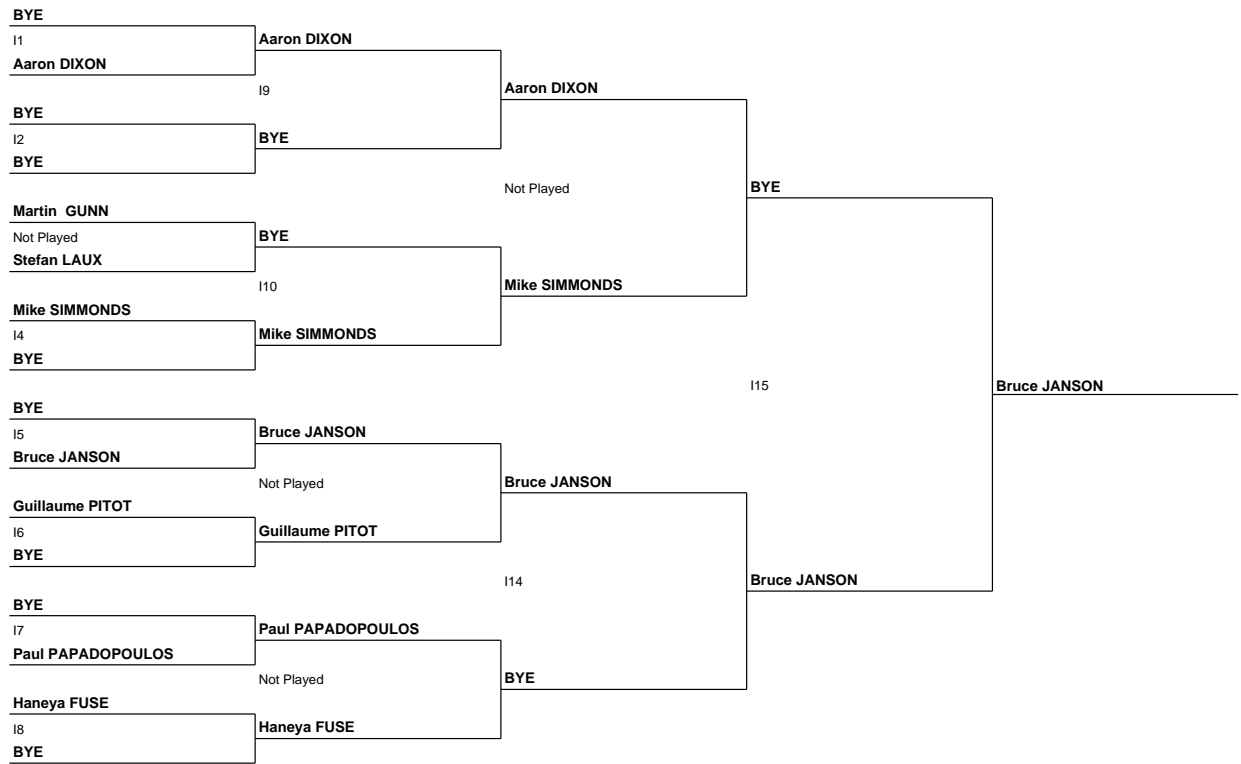 BYE
I1
Aaron DIXON
BYE
I2
BYE
Martin  GUNN
Not Played
Stefan LAUX
Mike SIMMONDS
I4
BYE
BYE
I5
Bruce JANSON
Guillaume PITOT
I6
BYE
BYE
I7
Paul PAPADOPOULOS
Haneya FUSE
I8
BYE
Aaron DIXON
I9
BYE
BYE
I10
Mike SIMMONDS
Bruce JANSON
Not Played
Guillaume PITOT
Paul PAPADOPOULOS
Not Played
Haneya FUSE
Aaron DIXON
Not Played
Mike SIMMONDS
Bruce JANSON
I14
BYE
BYE
I15
Bruce JANSON
Bruce JANSON